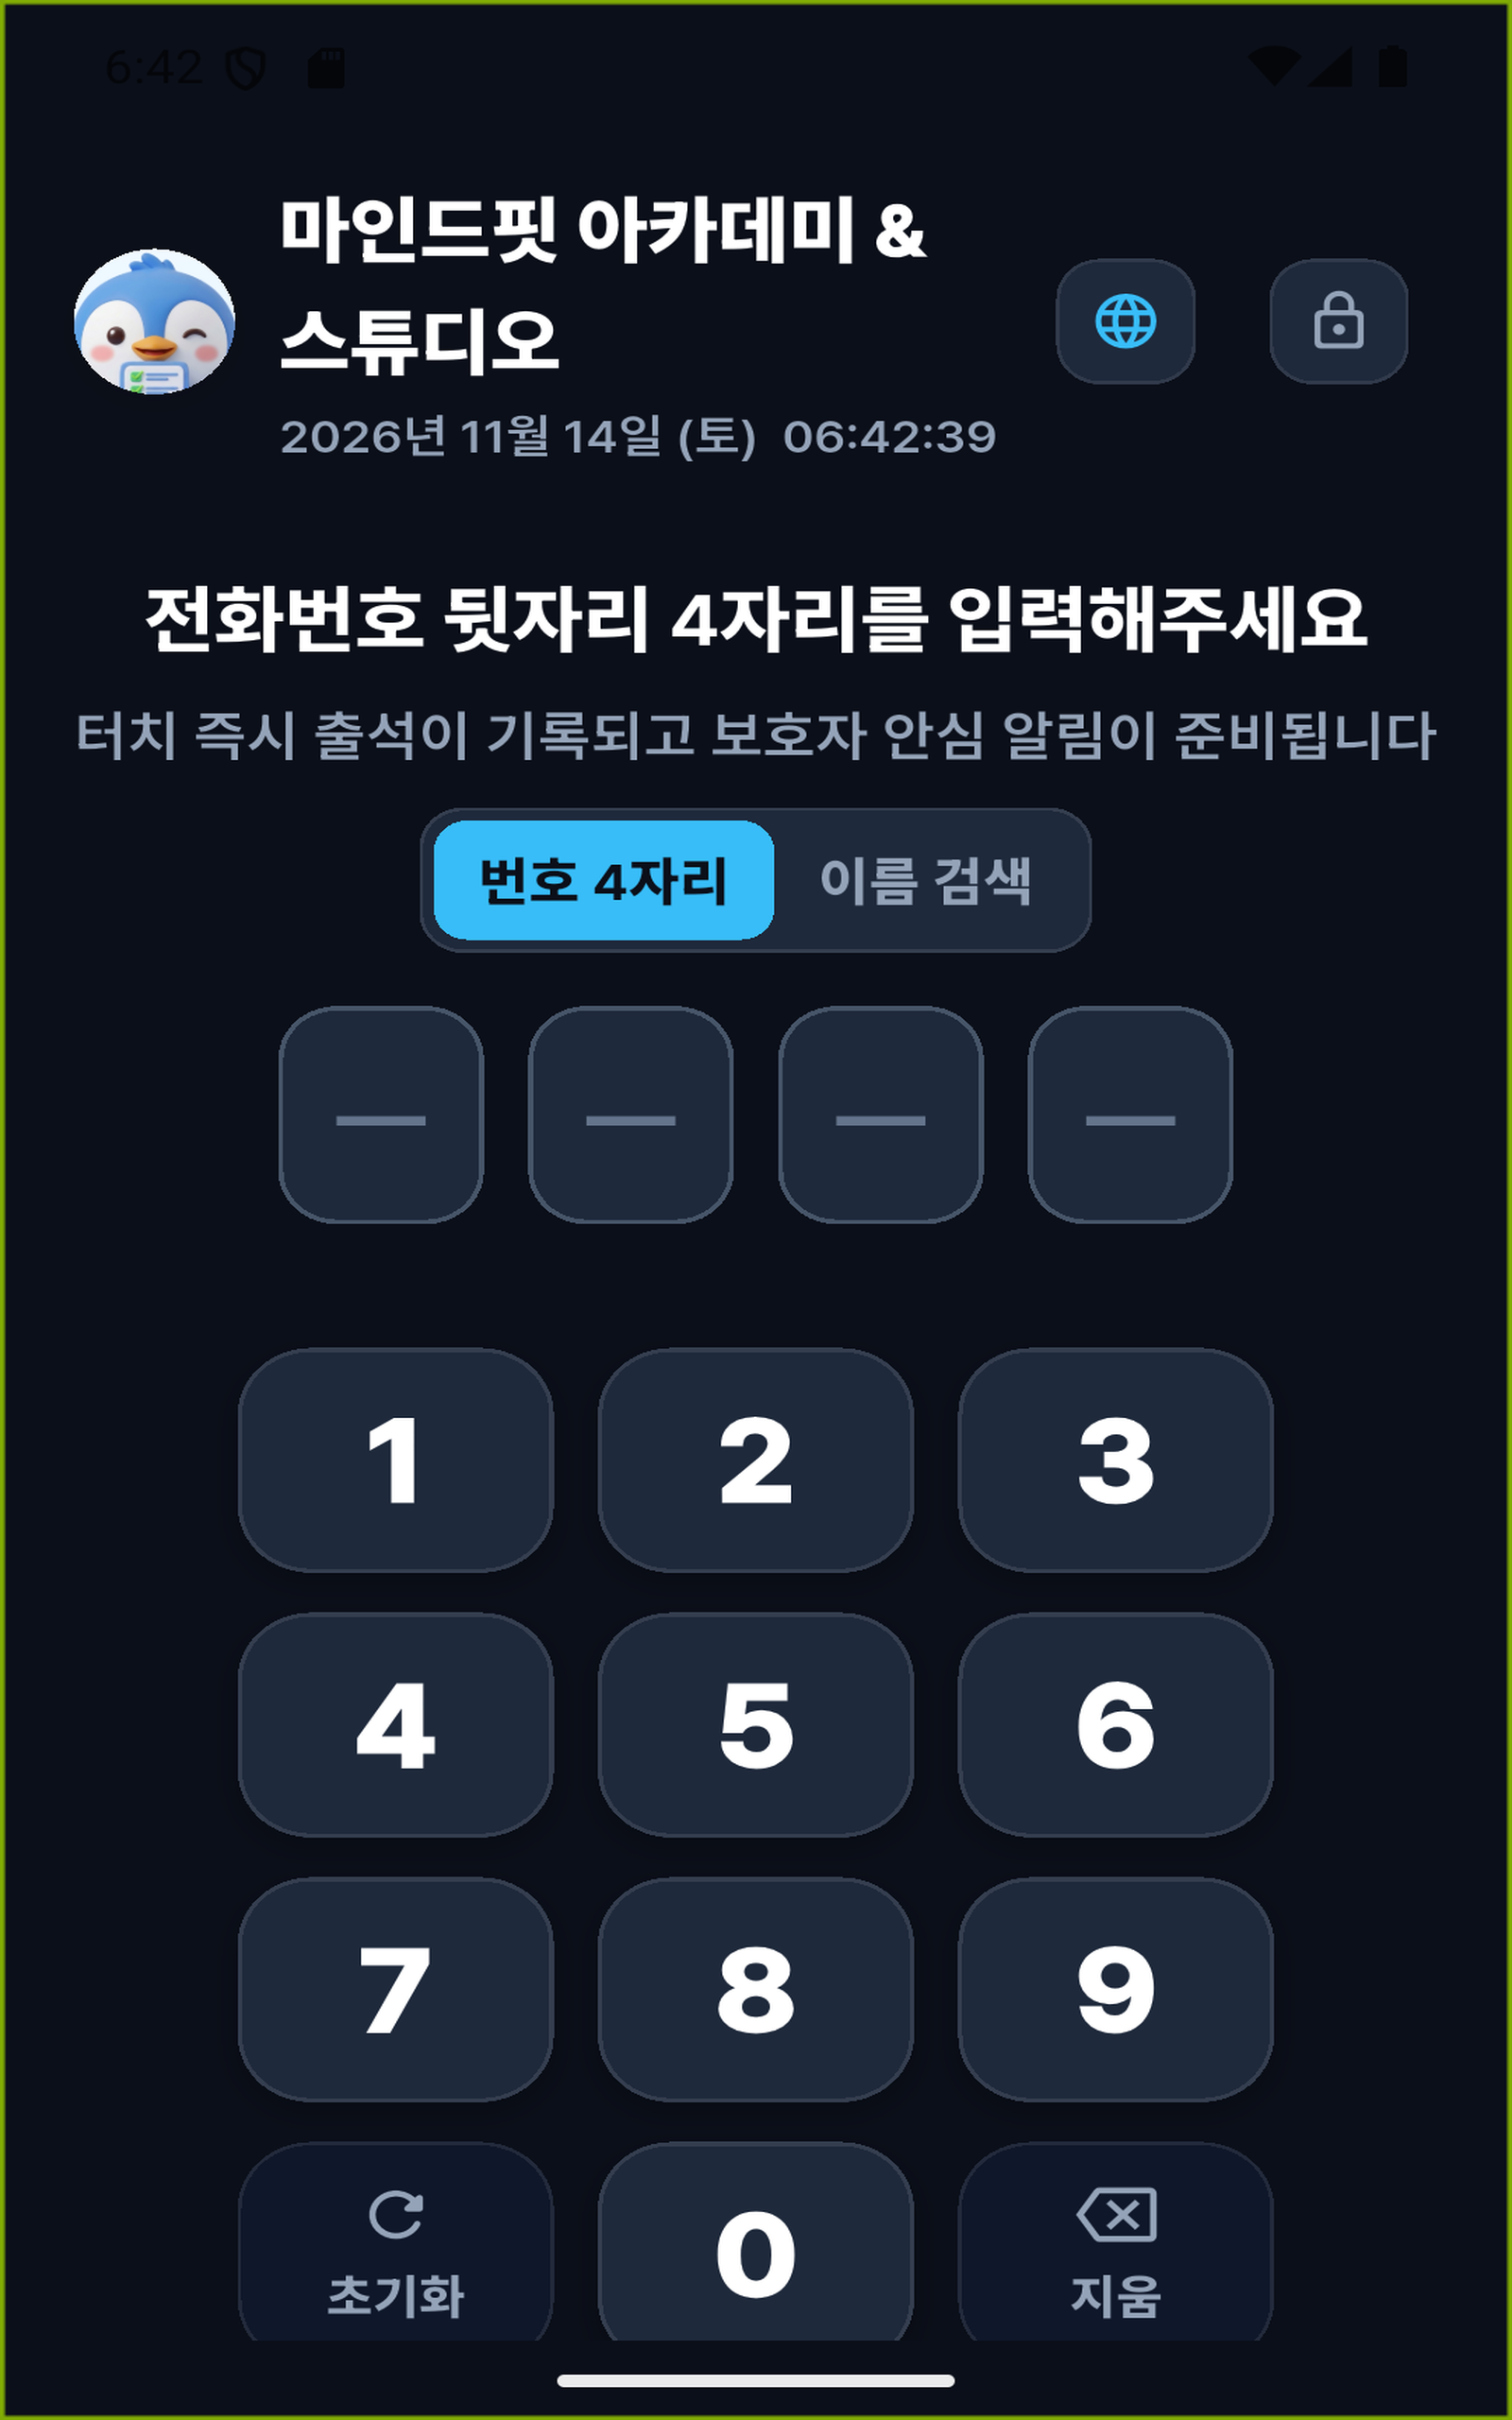 6:42
마인드핏 아카데미 &
스튜디오
2026년 11월 14일 (토) 06:42:39
전화번호 뒷자리 4자리를 입력해주세요
터치 즉시 출석이 기록되고 보호자 안심 알림이 준비됩니다
번호 4자리 이름 검색
1 2 3
4 5 6
7 8 9
0
초기화 지움